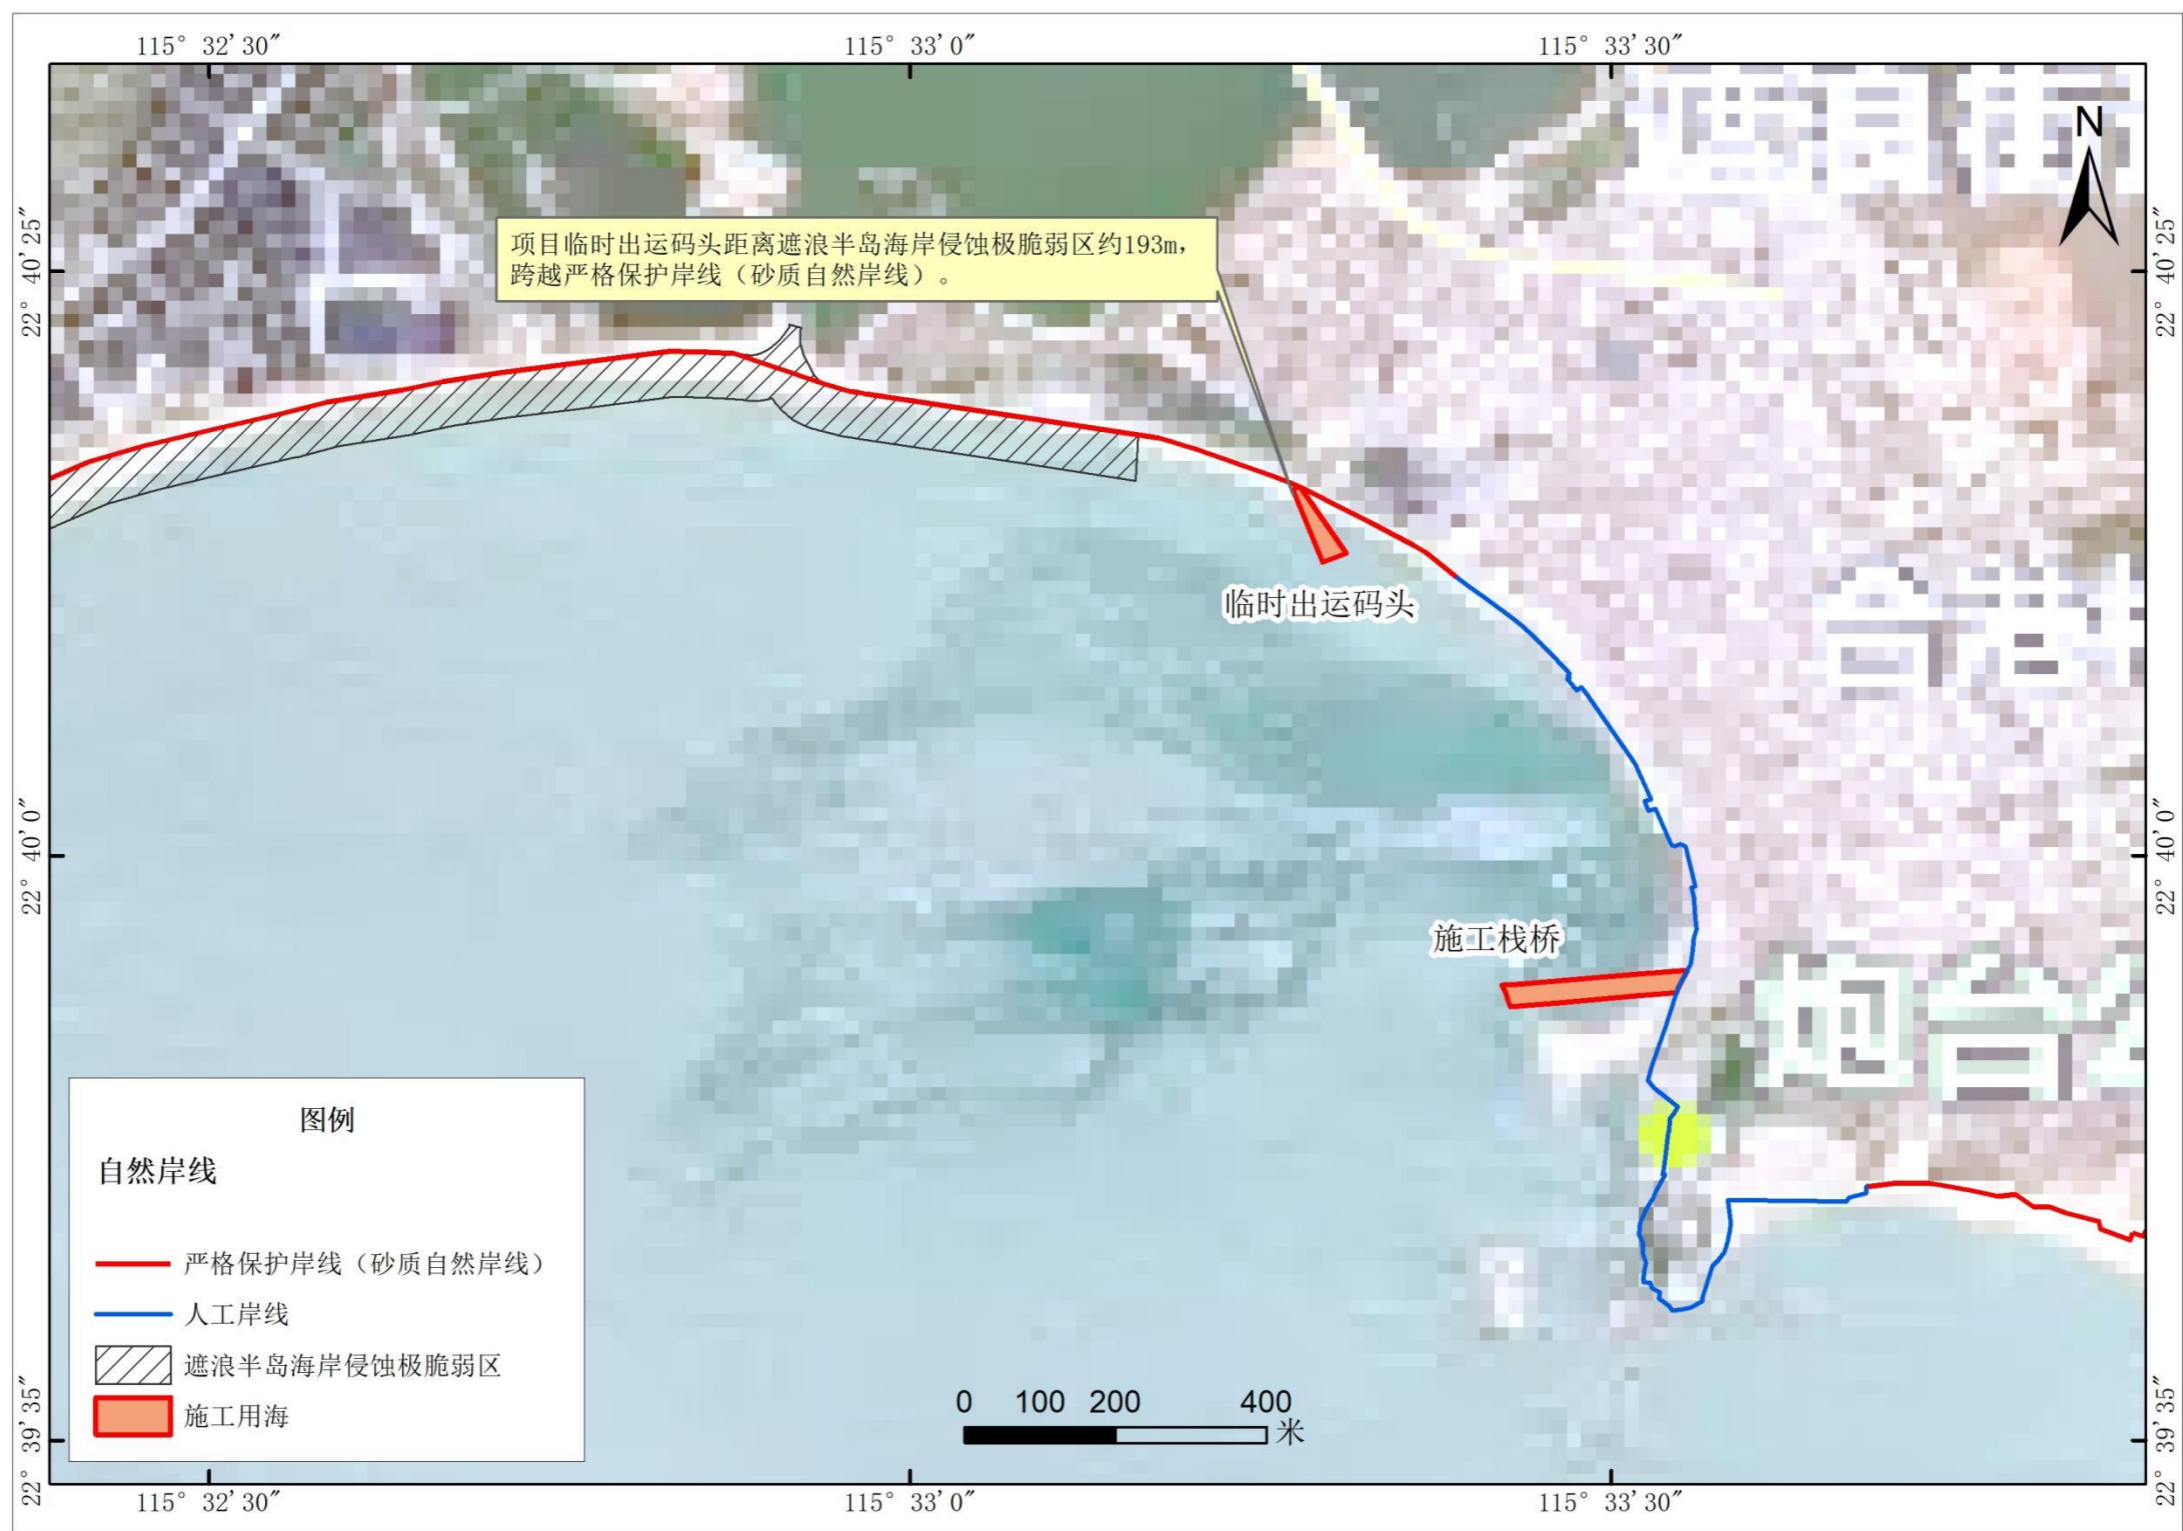 115° 32′30″ 115° 33′0″ 115° 33′30″
N
22° 40′25″
22° 40′25″
项目临时出运码头距离遮浪半岛海岸侵蚀极脆弱区约193m，
跨越严格保护岸线（砂质自然岸线）。
临时出运码头
22° 40′0″
22° 40′0″
施工栈桥
炮台
图例
自然岸线
严格保护岸线（砂质自然岸线）
人工岸线
遮浪半岛海岸侵蚀极脆弱区
施工用海
0 100 200 400
米
22° 39′35″
22° 39′35″
115° 32′30″ 115° 33′0″ 115° 33′30″